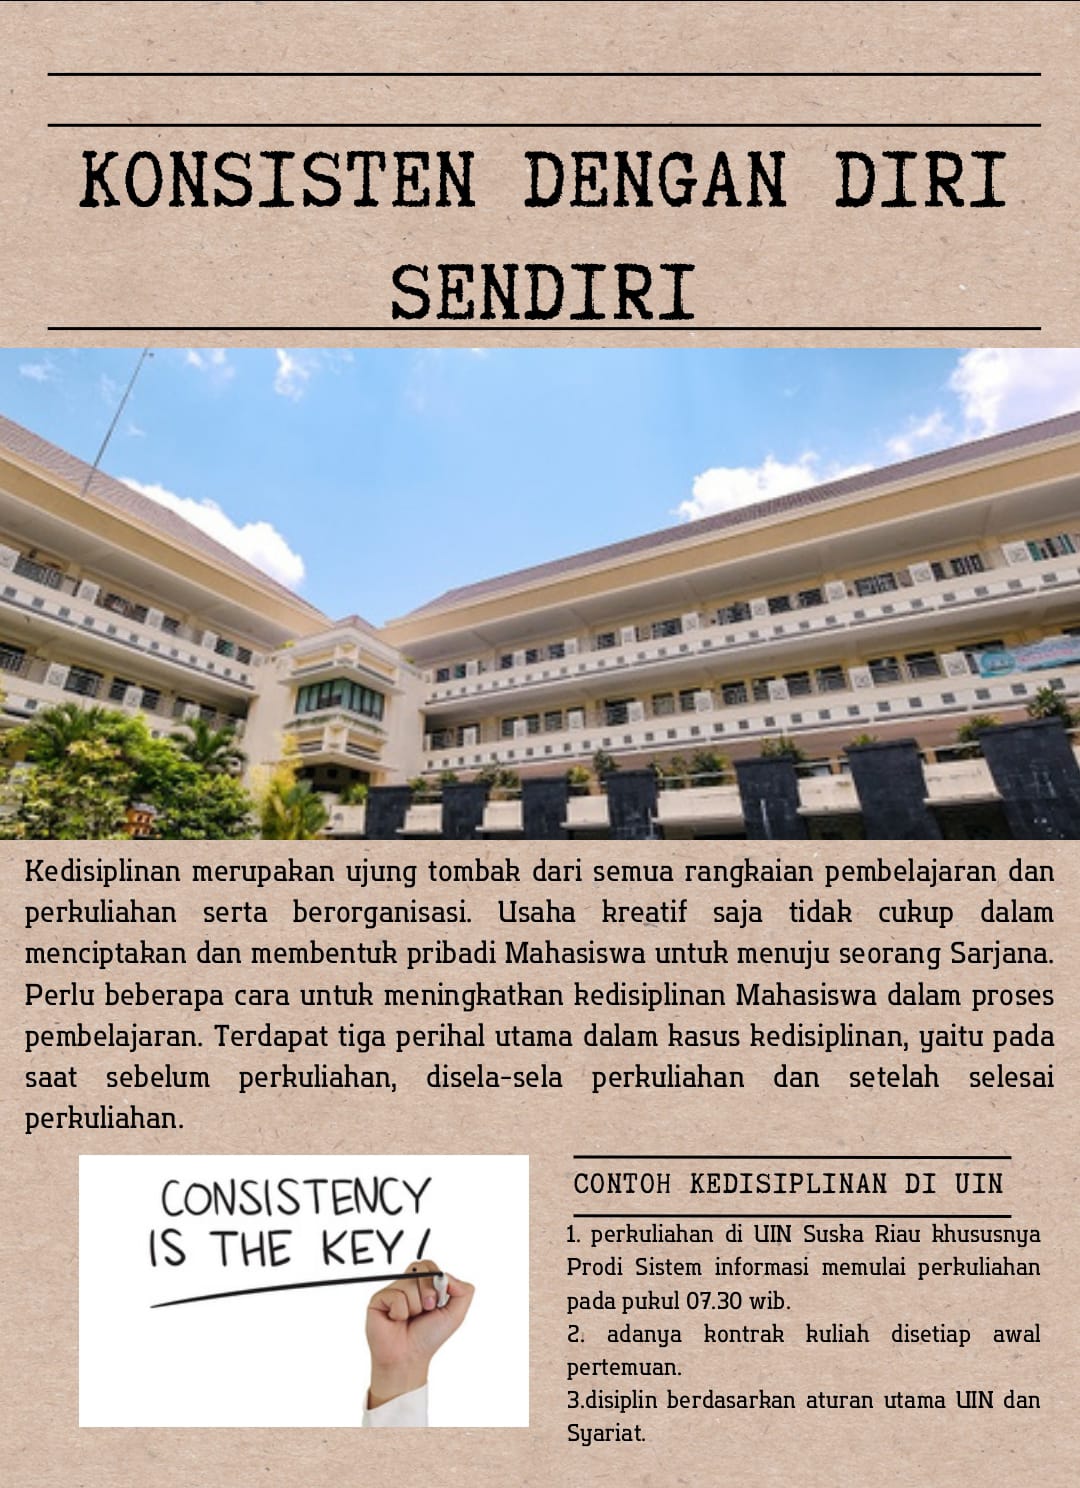 KONSISTEN DENGAN DIRI
SENDIRI
Kedisiplinan merupakan ujung tombak dari semua rangkaian pembelajaran dan
perkuliahan serta berorganisasi. Usaha kreatif saja tidak cukup dalam
menciptakan dan membentuk pribadi Mahasiswa untuk menuju seorang Sarjana.
Perlu beberapa cara untuk meningkatkan kedisiplinan Mahasiswa dalam proses
pembelajaran. Terdapat tiga perihal utama dalam kasus kedisiplinan, yaitu pada
saat sebelum perkuliahan, disela-sela perkuliahan dan setelah selesai
perkuliahan.
CONSISTENCY
IS THE KEY!
CONTOH KEDISIPLINAN DI UIN
1. perkuliahan di UIN Suska Riau khususnya
Prodi Sistem informasi memulai perkuliahan
pada pukul 07.30 wib.
2. adanya kontrak kuliah disetiap awal
pertemuan.
3.disiplin berdasarkan aturan utama UIN dan
Syariat.